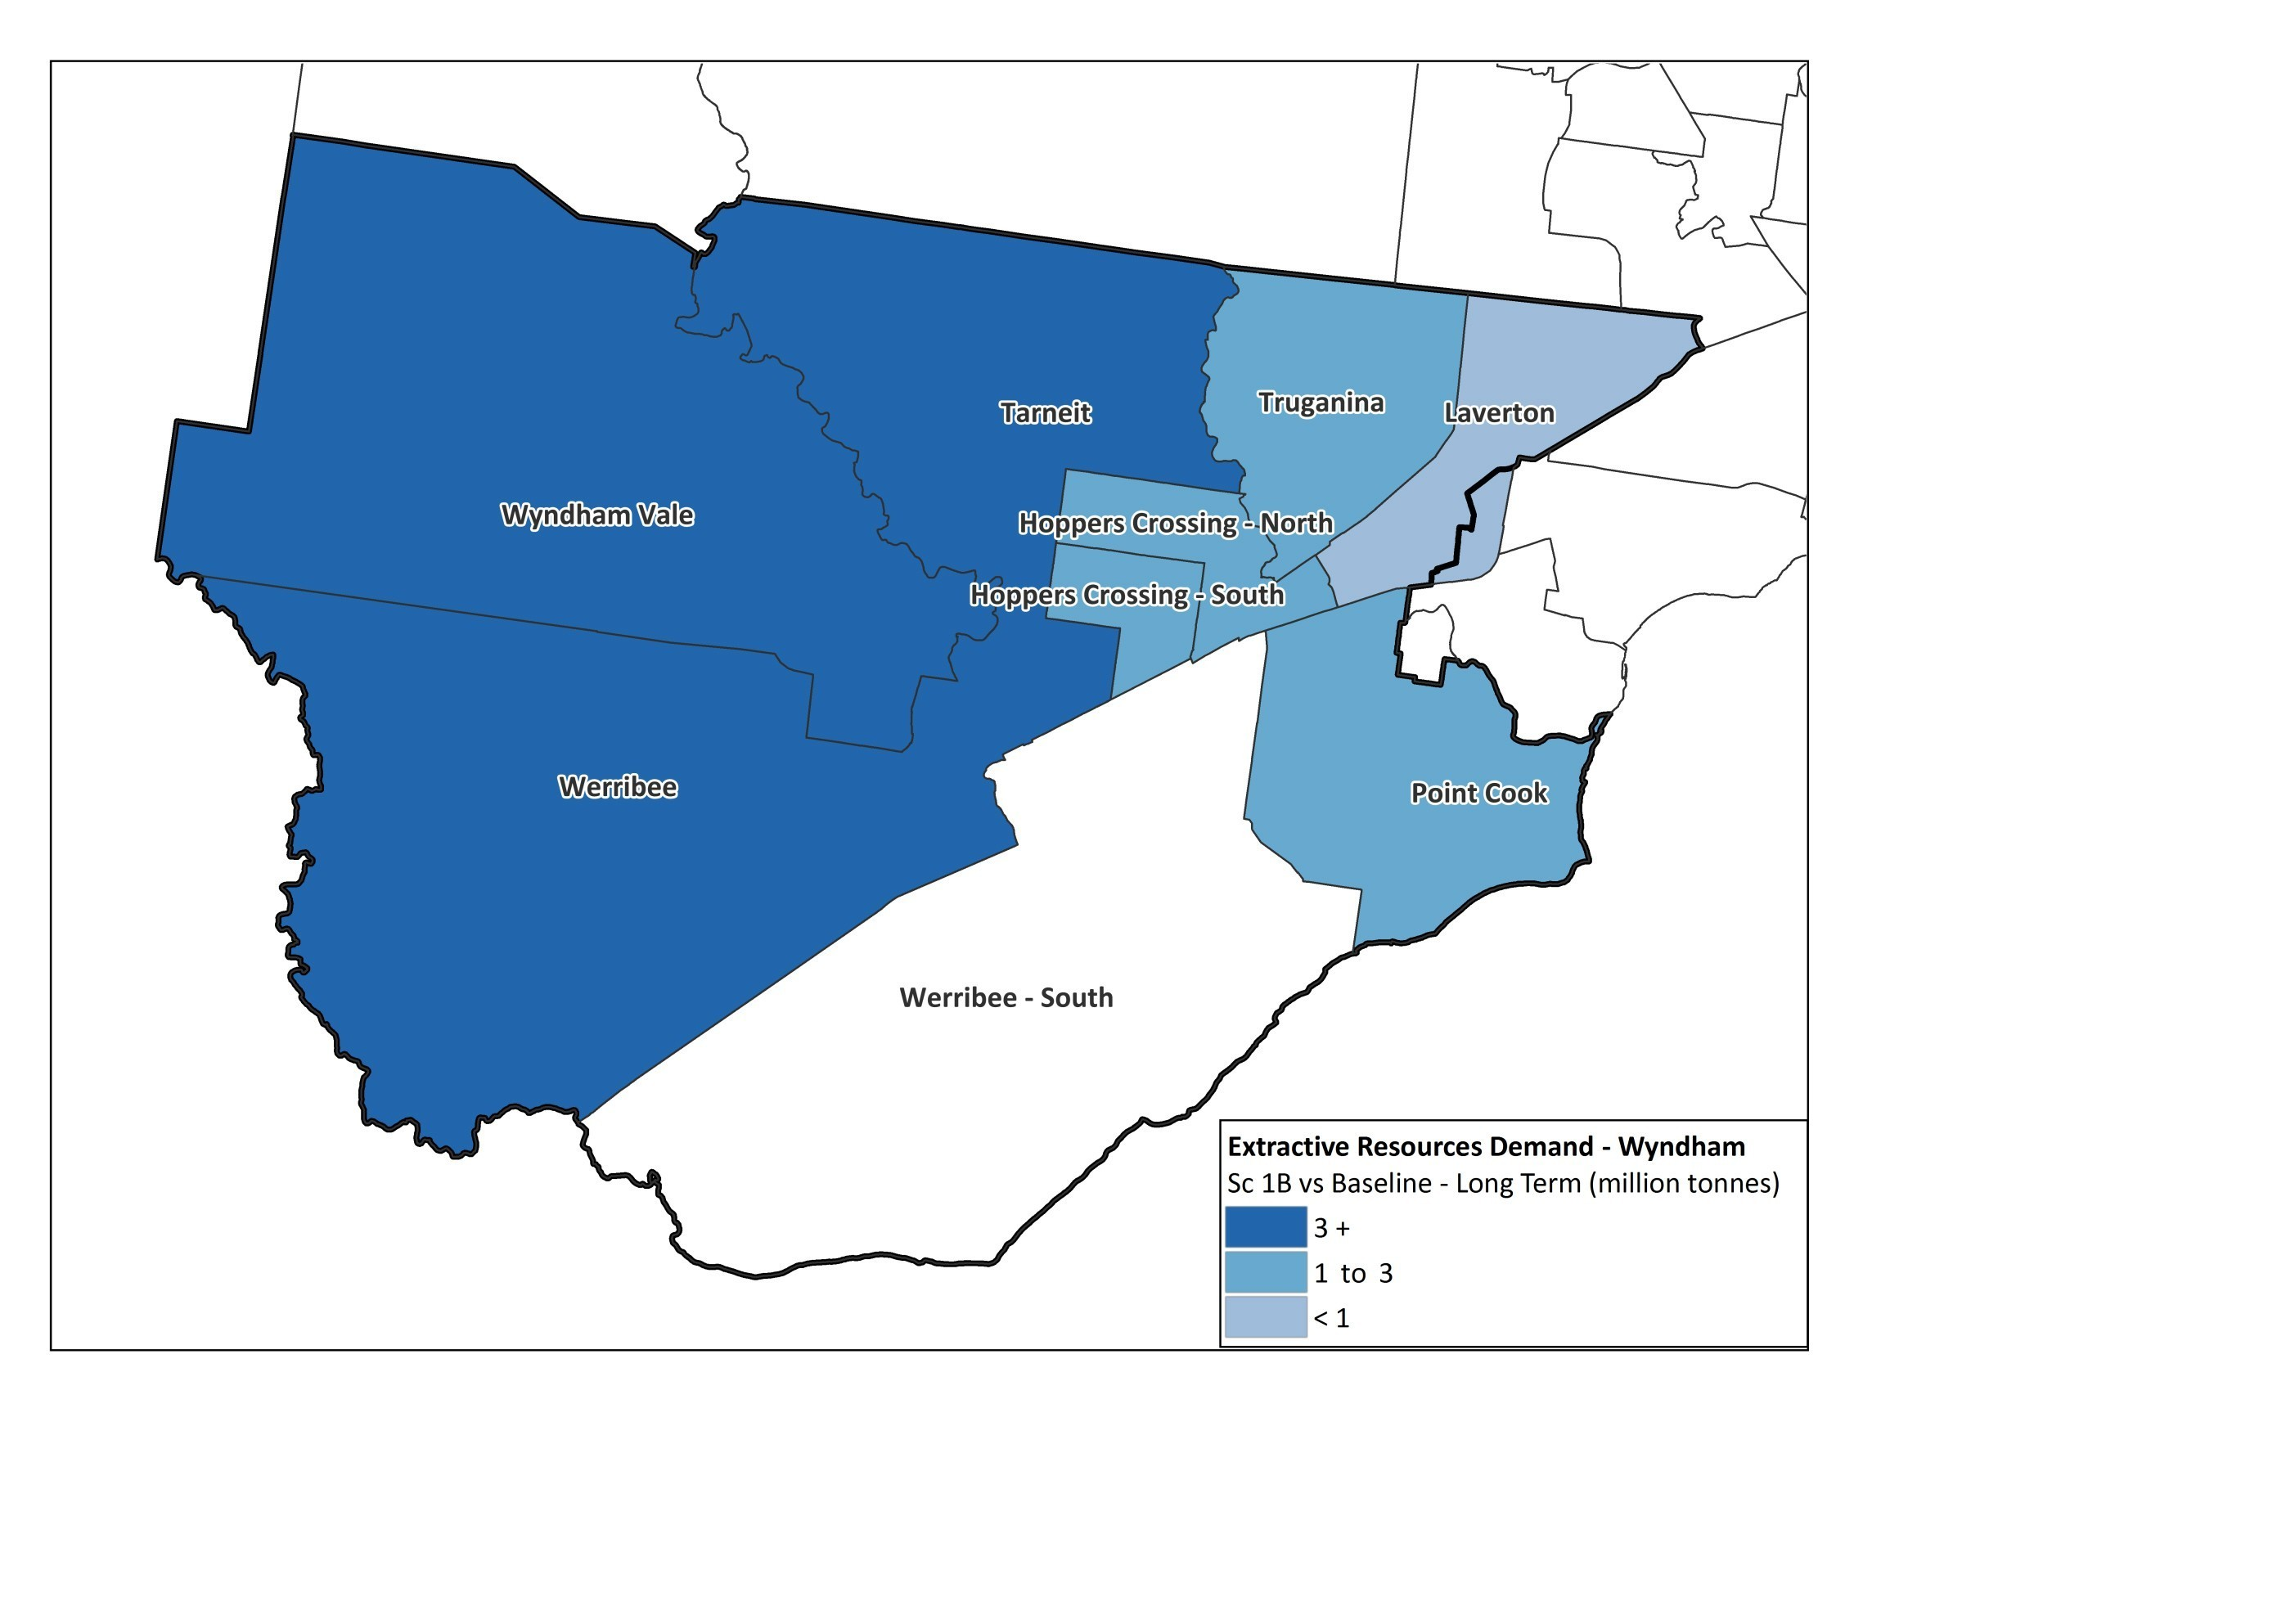 Tarneit
Truganina
Laverton
Wyndham Vale
Hoppers Crossing - North
Hoppers Crossing - South
Werribee
Point Cook
Werribee - South
Extractive Resources Demand - Wyndham
Sc 1B vs Baseline - Long Term (million tonnes)
3 +
1 to 3
< 1